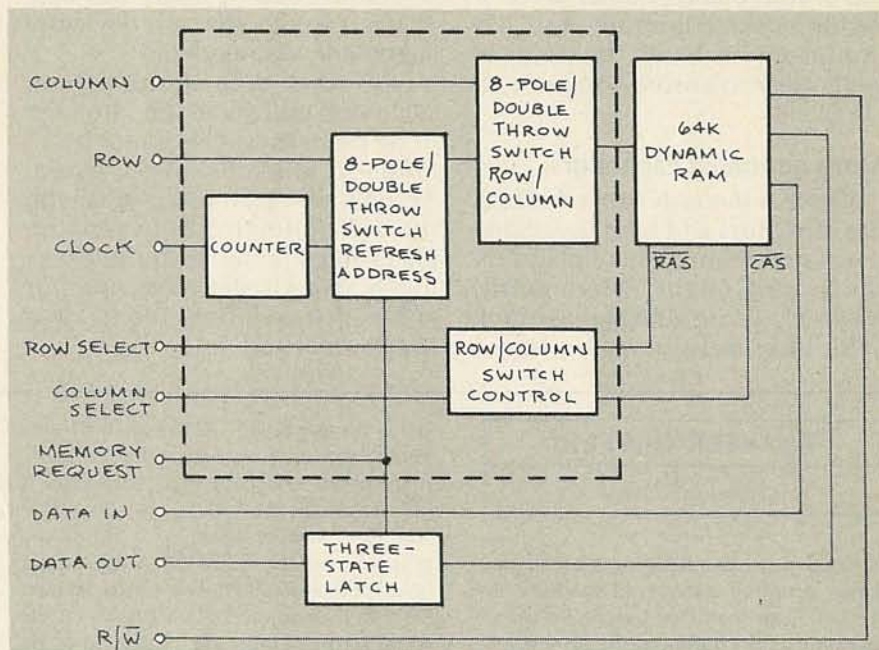 COLUMN
ROW
CLOCK
ROW SELECT
COLUMN
SELECT
MEMORY
REQUEST
DATA IN
DATA OUT
R/W̅
COUNTER
8-POLE/
DOUBLE
THROW
SWITCH
REFRESH
ADDRESS
8-POLE/
DOUBLE
THROW
SWITCH
ROW/
COLUMN
64K
DYNAMIC
RAM
R̅A̅S̅
C̅A̅S̅
ROW/COLUMN
SWITCH
CONTROL
THREE-
STATE
LATCH